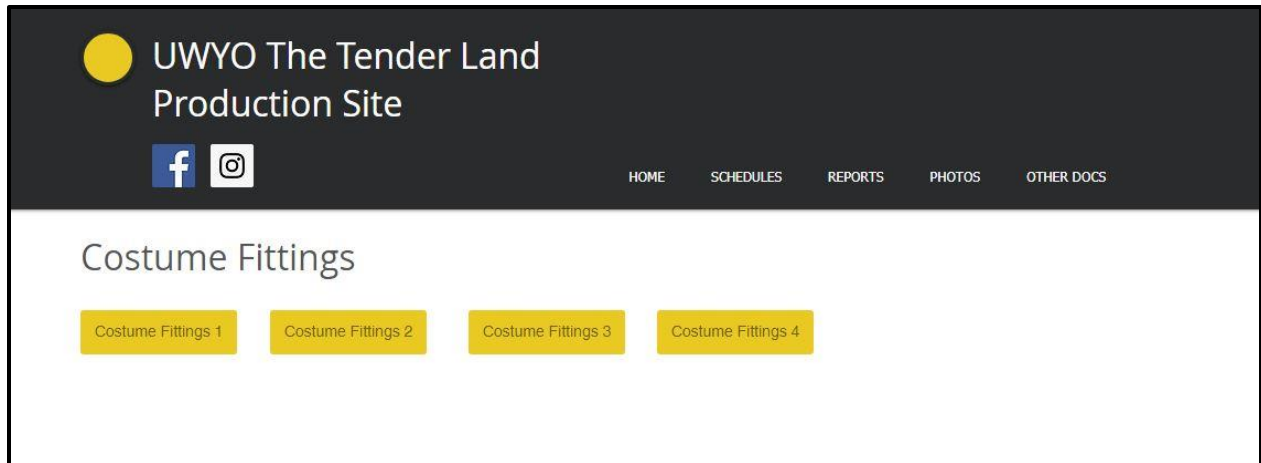 UWYO The Tender Land
Production Site
HOME SCHEDULES REPORTS PHOTOS OTHER DOCS
Costume Fittings
Costume Fittings 1 Costume Fittings 2 Costume Fittings 3 Costume Fittings 4